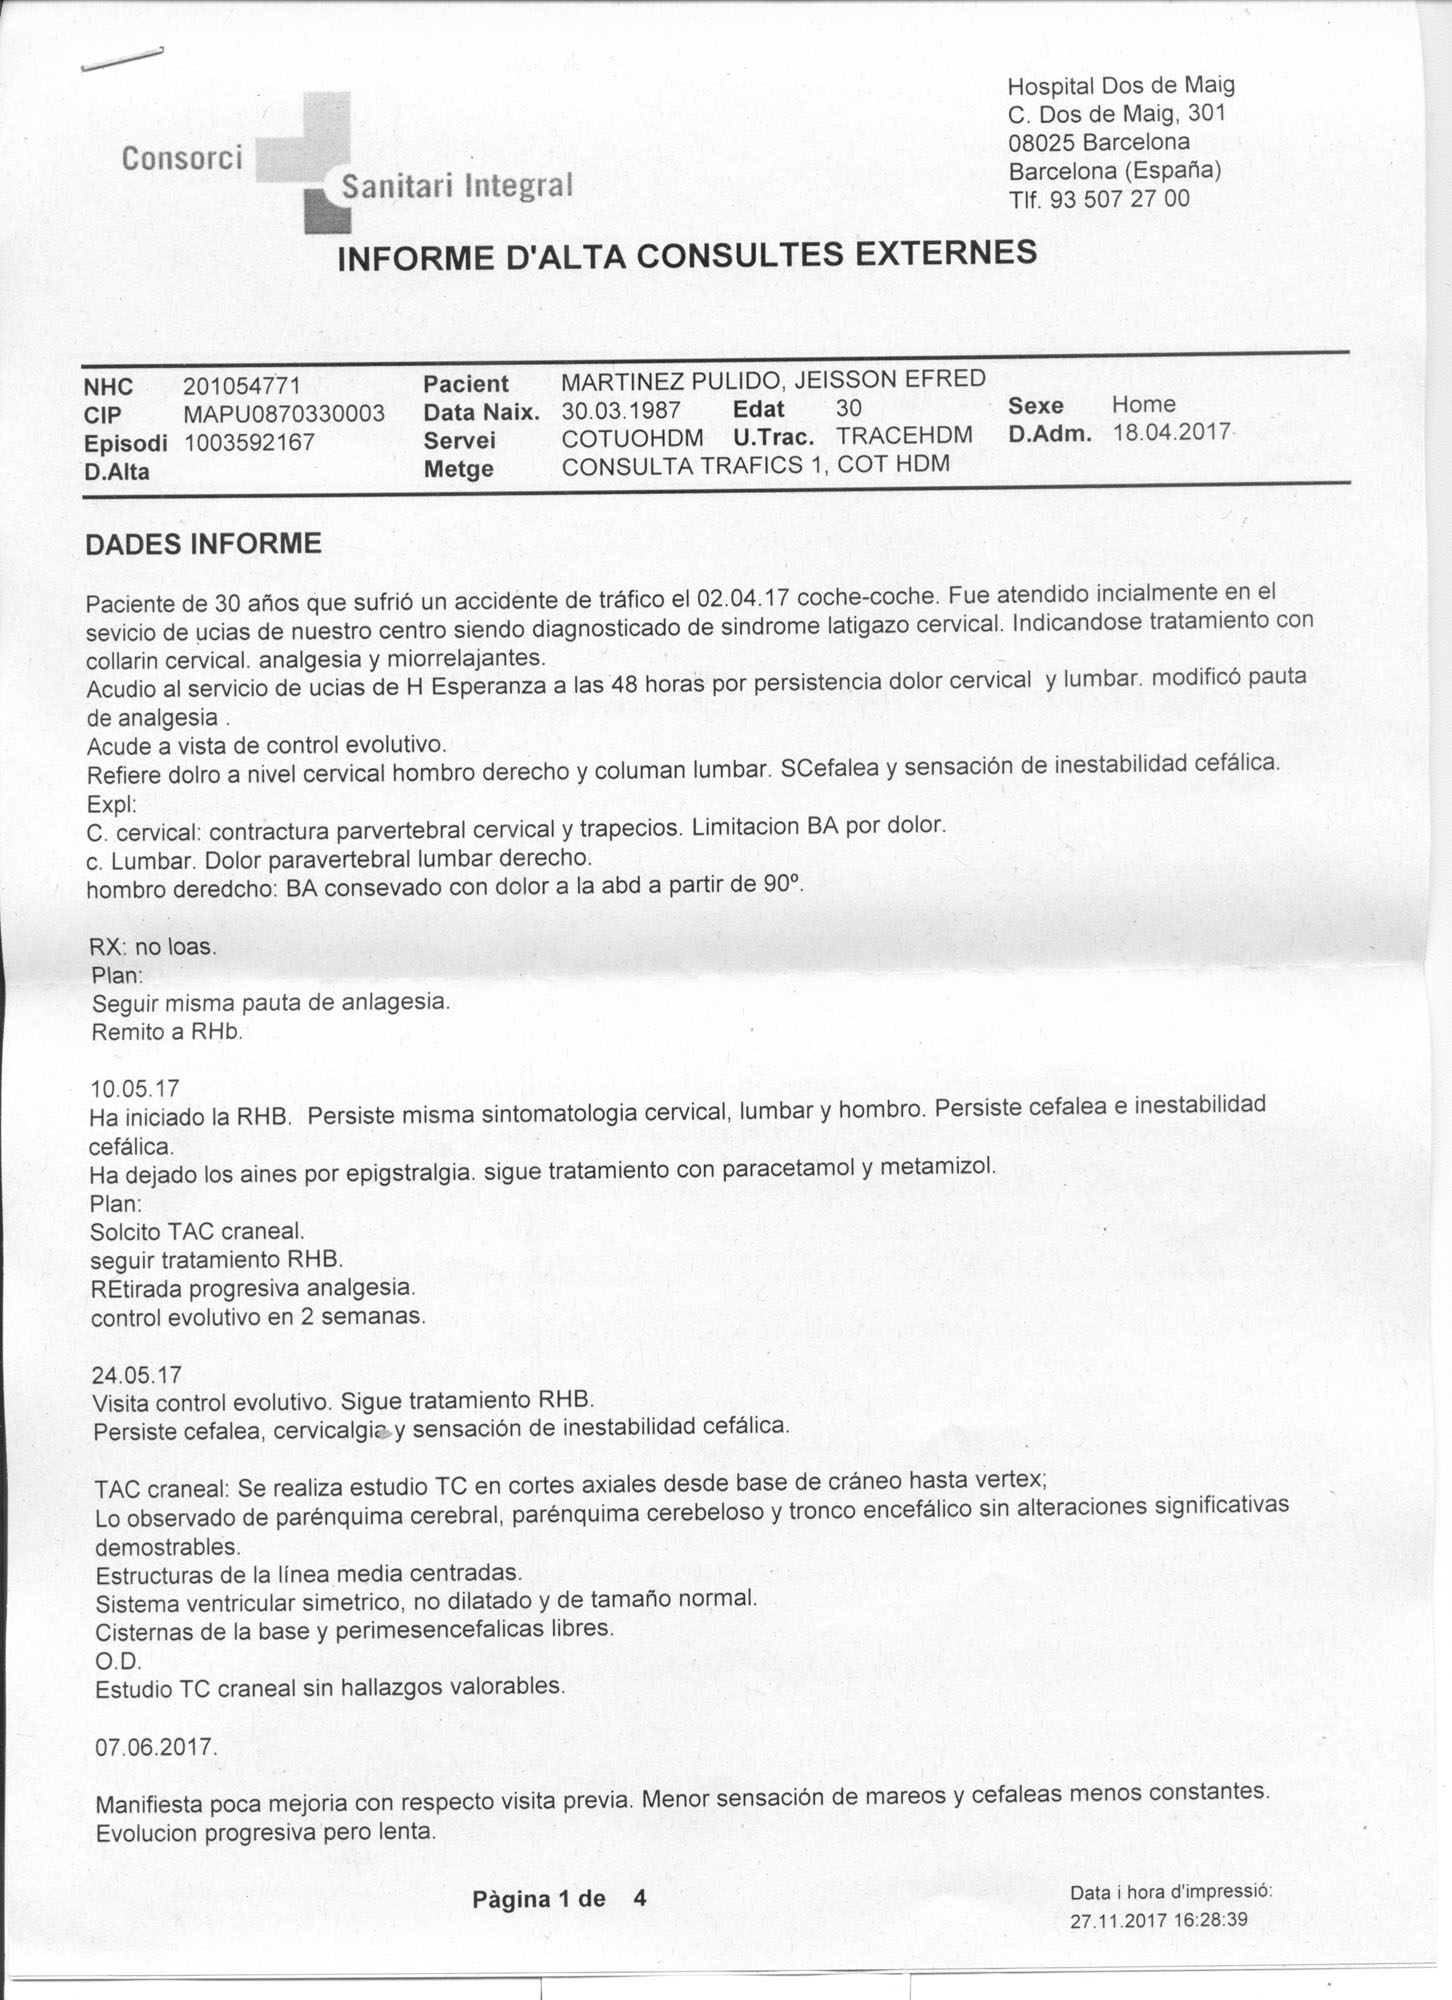 Hospital Dos de Maig
C. Dos de Maig, 301
08025 Barcelona
Barcelona (España)
Tlf. 93 507 27 00
Consorci
Sanitari Integral
INFORME D'ALTA CONSULTES EXTERNES
NHC 201054771 Pacient MARTINEZ PULIDO, JEISSON EFRED
CIP MAPU0870330003 Data Naix. 30.03.1987 Edat 30 Sexe Home
Episodi 1003592167 Servei COTUOHDM U.Trac. TRACEHDM D.Adm. 18.04.2017
D.Alta Metge CONSULTA TRAFICS 1, COT HDM
DADES INFORME
Paciente de 30 años que sufrió un accidente de tráfico el 02.04.17 coche-coche. Fue atendido incialmente en el
sevicio de ucias de nuestro centro siendo diagnosticado de sindrome latigazo cervical. Indicandose tratamiento con
collarin cervical. analgesia y miorrelajantes.
Acudio al servicio de ucias de H Esperanza a las 48 horas por persistencia dolor cervical y lumbar. modificó pauta
de analgesia .
Acude a vista de control evolutivo.
Refiere dolro a nivel cervical hombro derecho y columan lumbar. SCefalea y sensación de inestabilidad cefálica.
Expl:
C. cervical: contractura parvertebral cervical y trapecios. Limitacion BA por dolor.
c. Lumbar. Dolor paravertebral lumbar derecho.
hombro deredcho: BA consevado con dolor a la abd a partir de 90º.
RX: no loas.
Plan:
Seguir misma pauta de anlagesia.
Remito a RHb.
10.05.17
Ha iniciado la RHB. Persiste misma sintomatologia cervical, lumbar y hombro. Persiste cefalea e inestabilidad
cefálica.
Ha dejado los aines por epigstralgia. sigue tratamiento con paracetamol y metamizol.
Plan:
Solcito TAC craneal.
seguir tratamiento RHB.
REtirada progresiva analgesia.
control evolutivo en 2 semanas.
24.05.17
Visita control evolutivo. Sigue tratamiento RHB.
Persiste cefalea, cervicalgia y sensación de inestabilidad cefálica.
TAC craneal: Se realiza estudio TC en cortes axiales desde base de cráneo hasta vertex;
Lo observado de parénquima cerebral, parénquima cerebeloso y tronco encefálico sin alteraciones significativas
demostrables.
Estructuras de la línea media centradas.
Sistema ventricular simetrico, no dilatado y de tamaño normal.
Cisternas de la base y perimesencefalicas libres.
O.D.
Estudio TC craneal sin hallazgos valorables.
07.06.2017.
Manifiesta poca mejoria con respecto visita previa. Menor sensación de mareos y cefaleas menos constantes.
Evolucion progresiva pero lenta.
Pàgina 1 de 4
Data i hora d'impressió:
27.11.2017 16:28:39